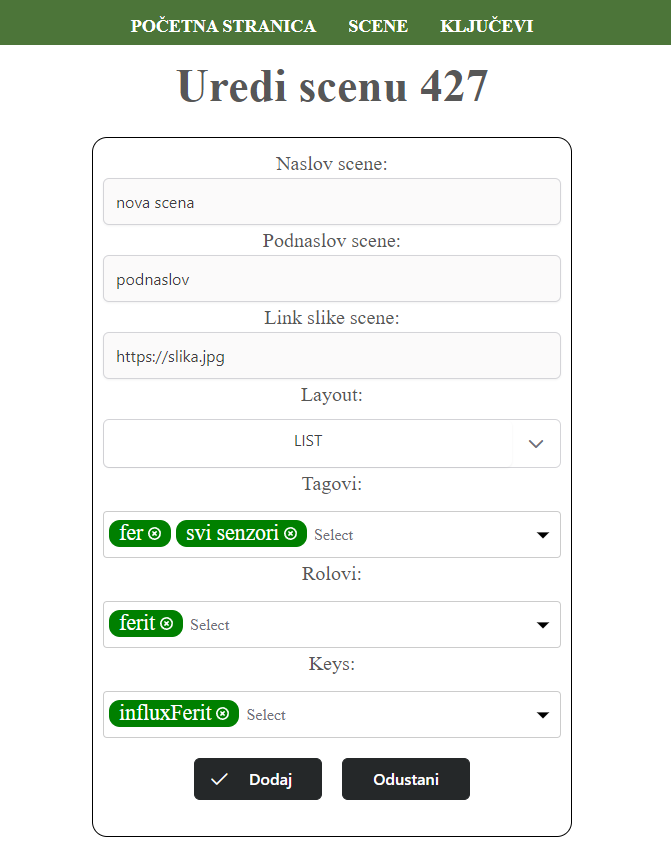 POČETNA STRANICA SCENE KLJUČEVI
Uredi scenu 427
Naslov scene:
nova scena
Podnaslov scene:
podnaslov
Link slike scene:
https://slika.jpg
Layout:
LIST
Tagovi:
fer svi senzori Select
Rolovi:
ferit Select
Keys:
influxFerit Select
Dodaj Odustani